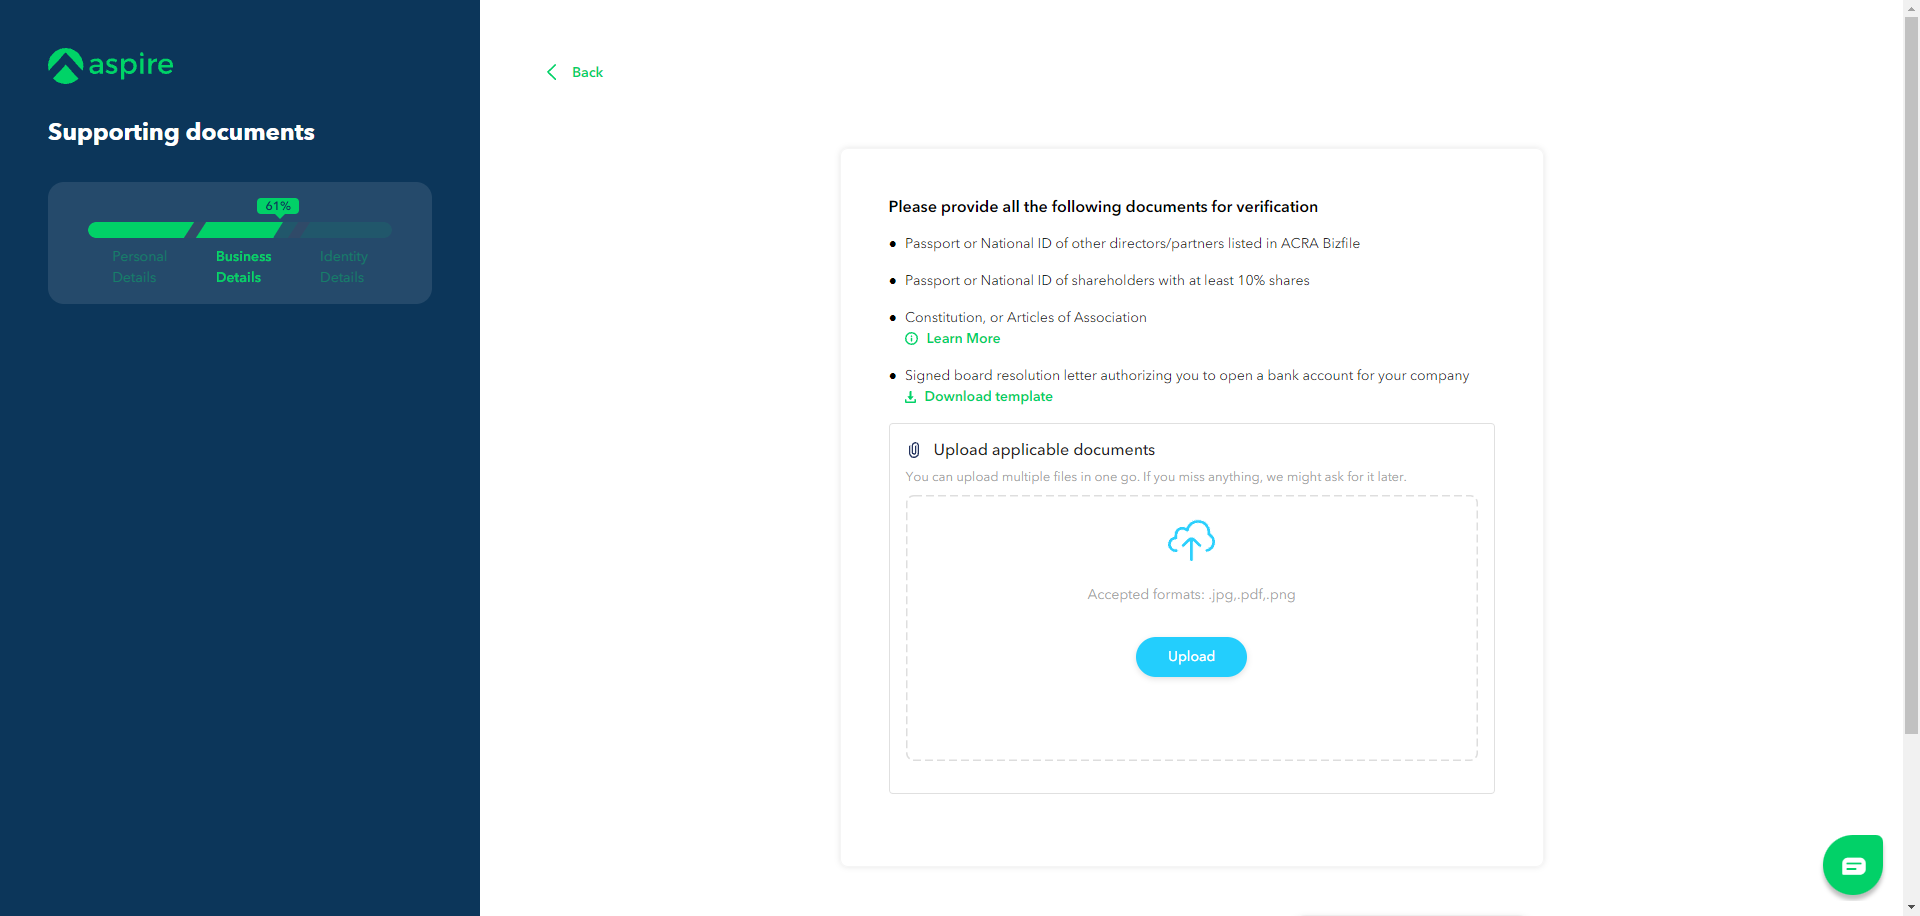 aspire
Supporting documents
61%
Personal Details
Business Details
Identity Details
Back
Please provide all the following documents for verification
Passport or National ID of other directors/partners listed in ACRA Bizfile
Passport or National ID of shareholders with at least 10% shares
Constitution, or Articles of Association
Learn More
Signed board resolution letter authorizing you to open a bank account for your company
Download template
Upload applicable documents
You can upload multiple files in one go. If you miss anything, we might ask for it later.
Accepted formats: .jpg,.pdf,.png
Upload